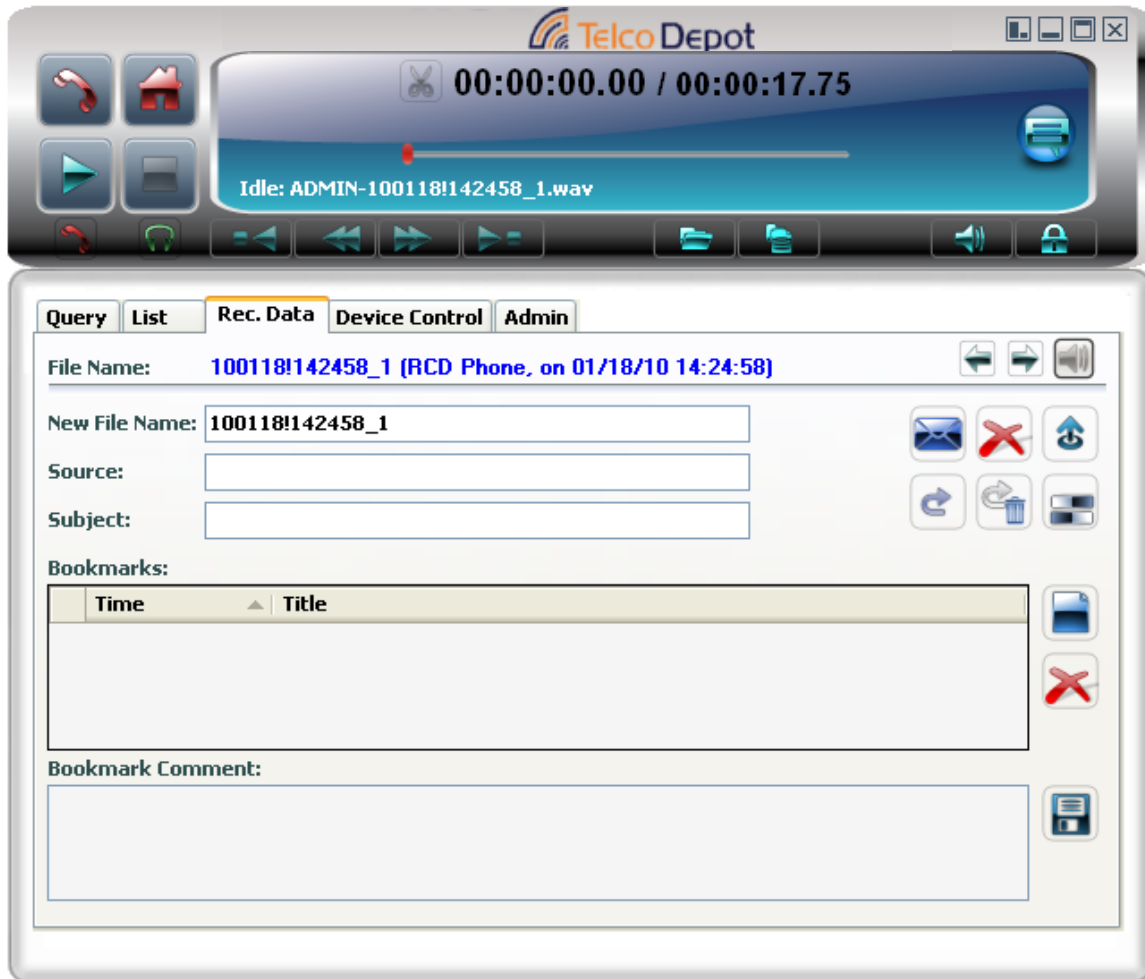 Telco Depot
00:00:00.00 / 00:00:17.75
Idle: ADMIN-100118!142458_1.wav
Query List Rec. Data Device Control Admin
File Name: 100118!142458_1 (RCD Phone, on 01/18/10 14:24:58)
New File Name: 100118!142458_1
Source:
Subject:
Bookmarks:
Time Title
Bookmark Comment: